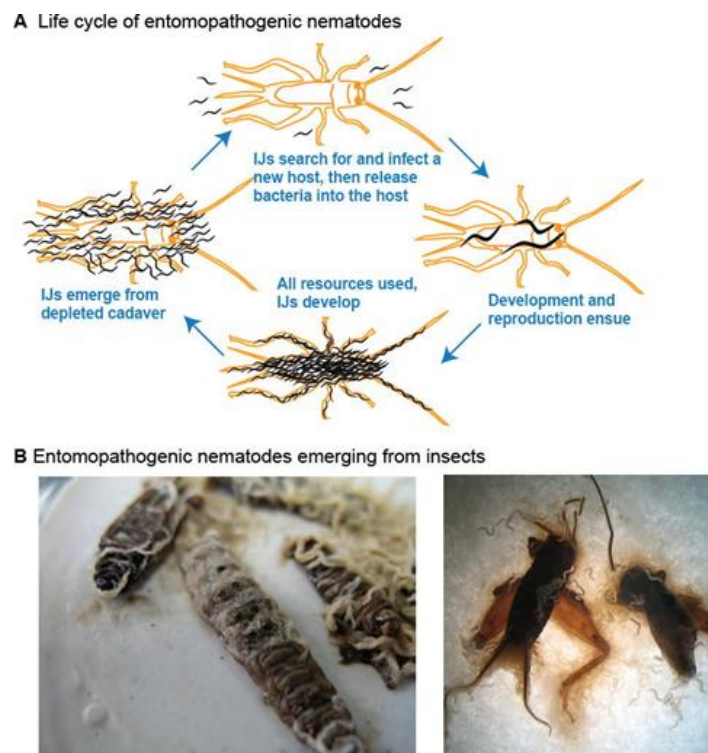 A Life cycle of entomopathogenic nematodes
IJs search for and infect a
new host, then release
bacteria into the host
Development and
reproduction ensue
All resources used,
IJs develop
IJs emerge from
depleted cadaver
B Entomopathogenic nematodes emerging from insects